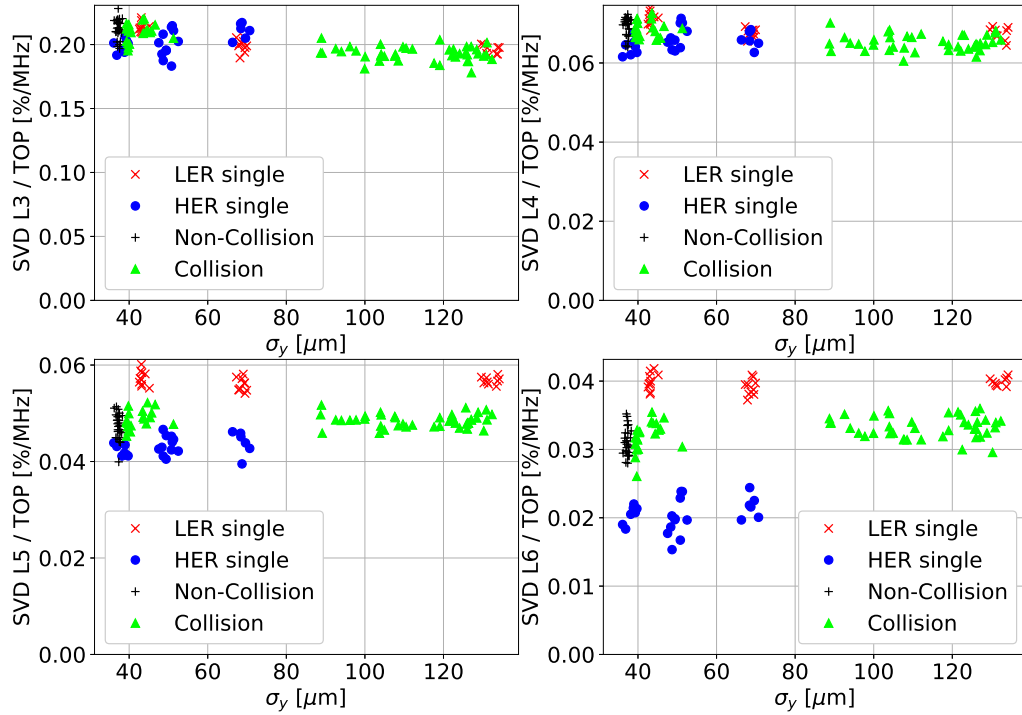 SVD L3 / TOP [%/MHz]
0.20
0.15
0.10
0.05
0.00
LER single
HER single
Non-Collision
Collision
40 60 80 100 120
σy [μm]
SVD L4 / TOP [%/MHz]
0.06
0.04
0.02
0.00
LER single
HER single
Non-Collision
Collision
40 60 80 100 120
σy [μm]
SVD L5 / TOP [%/MHz]
0.06
0.04
0.02
0.00
LER single
HER single
Non-Collision
Collision
40 60 80 100 120
σy [μm]
SVD L6 / TOP [%/MHz]
0.04
0.03
0.02
0.01
0.00
LER single
HER single
Non-Collision
Collision
40 60 80 100 120
σy [μm]